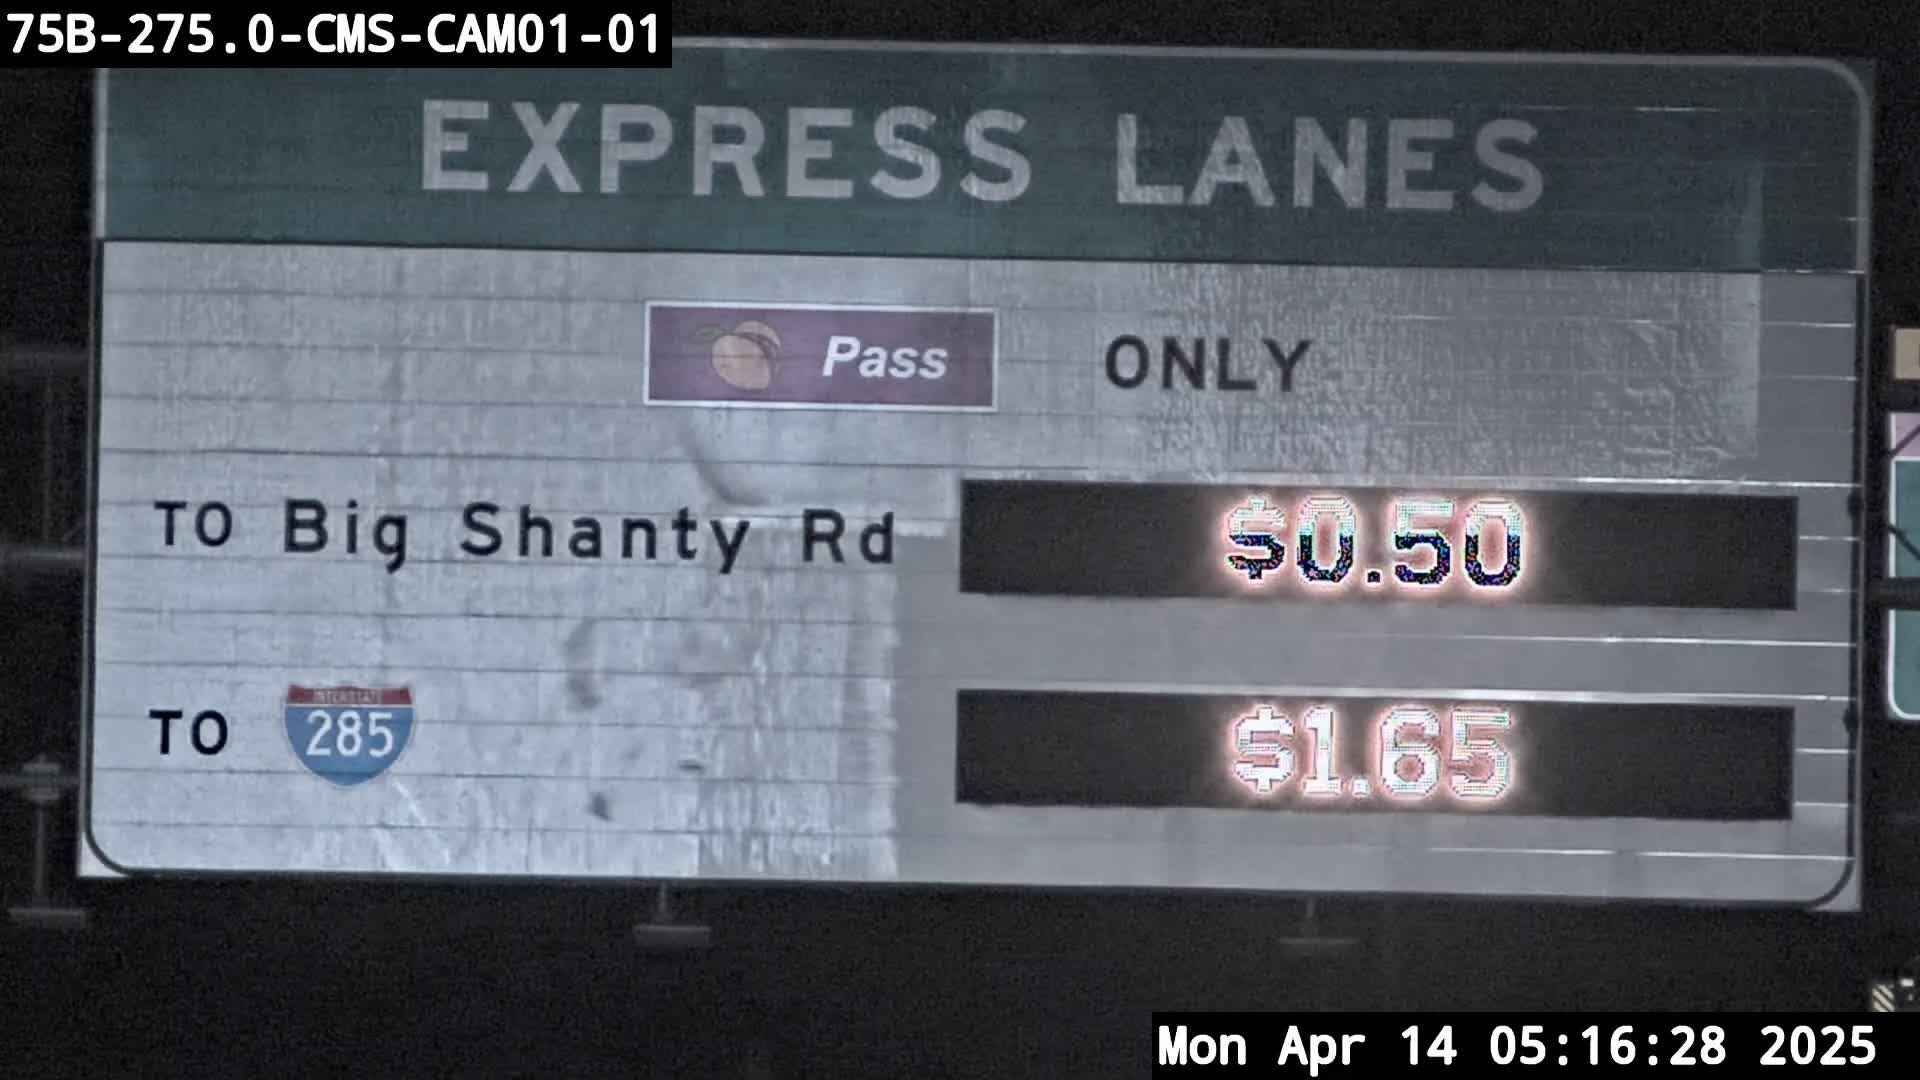 75B-275.0-CMS-CAM01-01
EXPRESS LANES
Pass ONLY
TO Big Shanty Rd $0.50
INTERSTATE
TO 285 $1.65
Mon Apr 14 05:16:28 2025